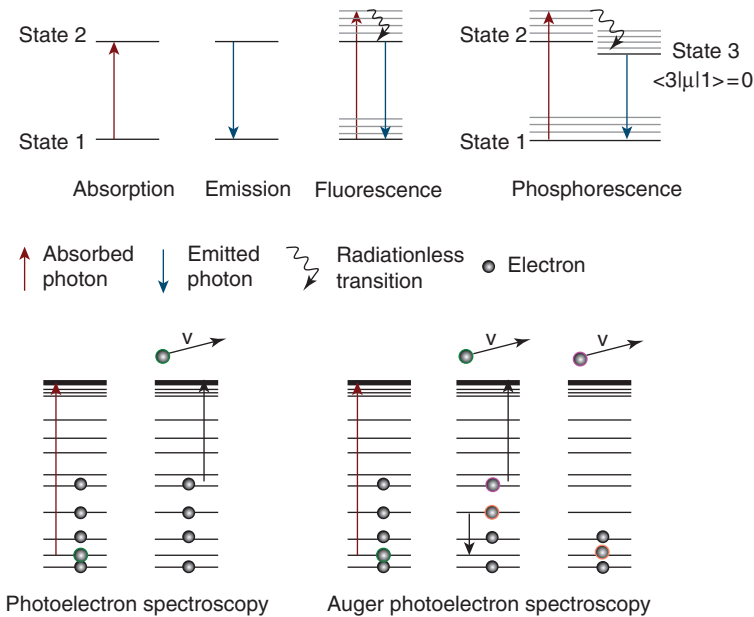 State 2
State 1
Absorption
Emission
Fluorescence
State 2
State 3
<3|μ|1>=0
State 1
Phosphorescence
Absorbed
photon
Emitted
photon
Radiationless
transition
Electron
v
v
v
Photoelectron spectroscopy
Auger photoelectron spectroscopy